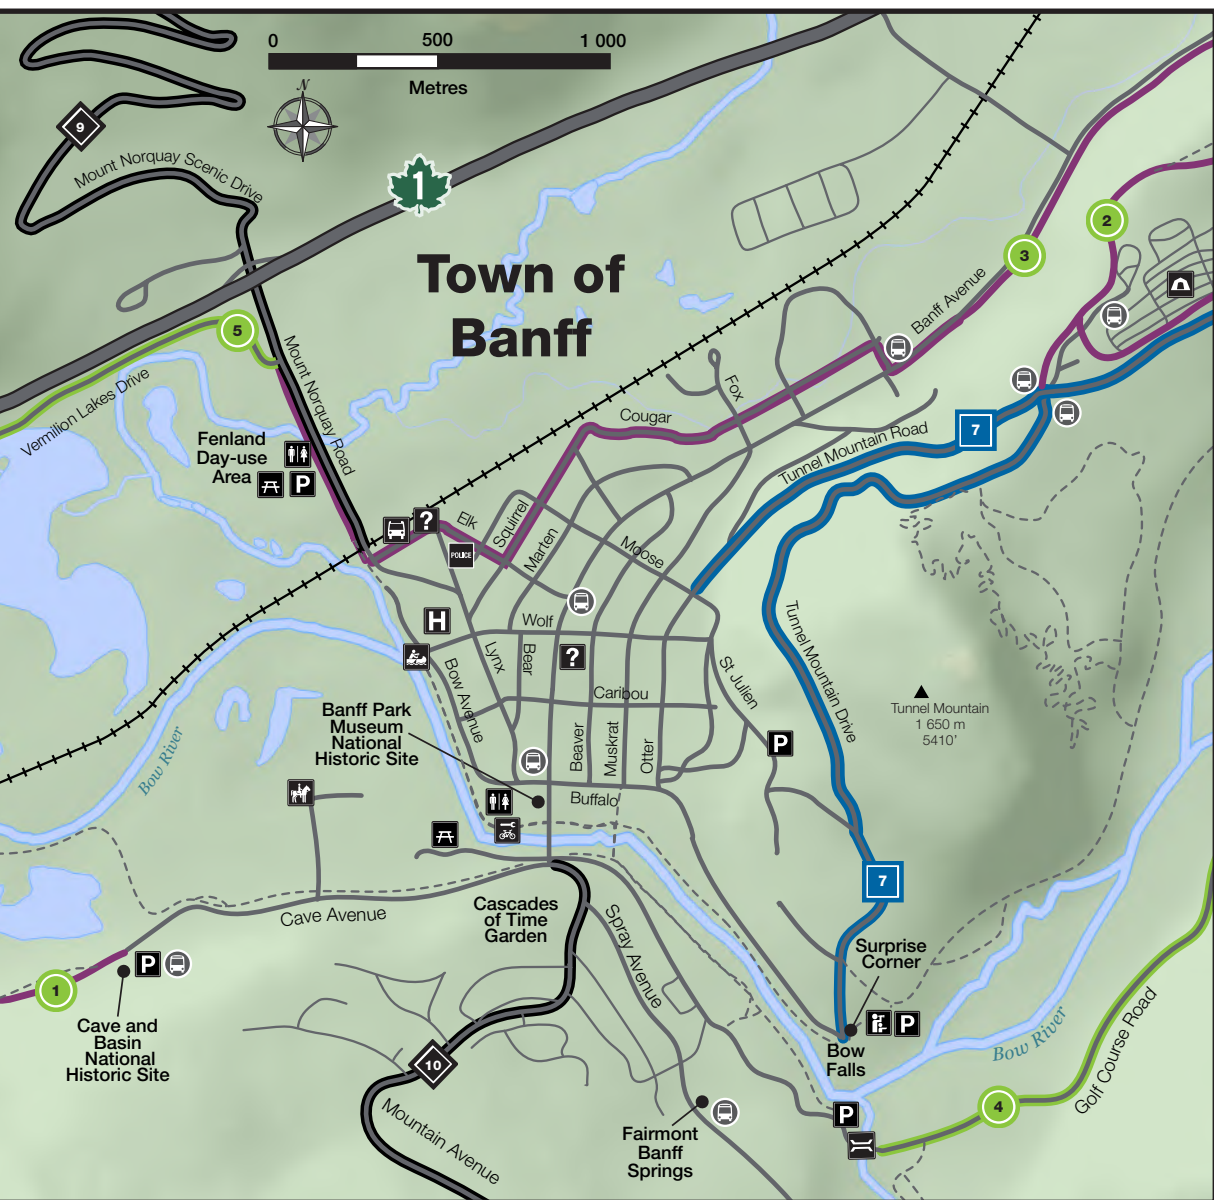 0 500 1 000
Metres
N
9
Mount Norquay Scenic Drive
1
Town of
Banff
2
3
Banff Avenue
5
Mount Norquay Road
Vermilion Lakes Drive
Fenland
Day-use
Area
P
Fox
Cougar
7
Tunnel Mountain Road
?
Elk
POLICE
Squirrel
Marten
Moose
H
Wolf
Lynx
Bear
?
Bow Avenue
Caribou
St Julien
Tunnel Mountain Drive
Tunnel Mountain
1 650 m
5410'
Banff Park
Museum
National
Historic Site
Beaver
Muskrat
Otter
P
Bow River
Buffalo
7
Cave Avenue
Cascades
of Time
Garden
Spray Avenue
Surprise
Corner
P
1
P
Cave and
Basin
National
Historic Site
Bow
Falls
Bow River
Golf Course Road
10
Mountain Avenue
4
P
Fairmont
Banff
Springs